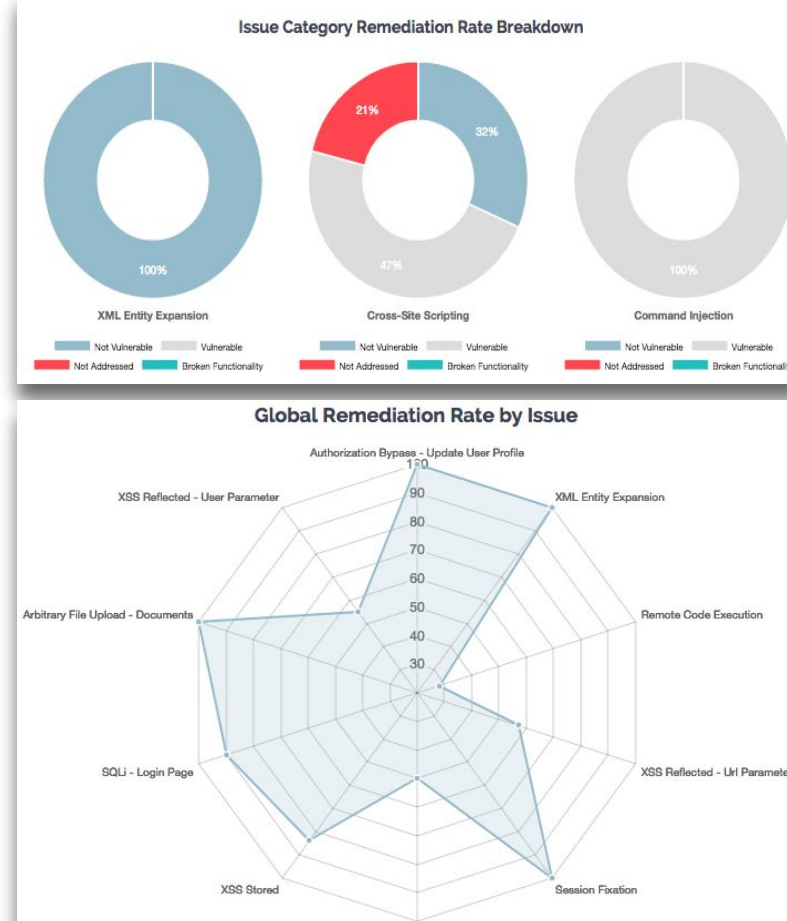 Issue Category Remediation Rate Breakdown
21%
32%
47%
100%
100%
XML Entity Expansion
Cross-Site Scripting
Command Injection
Not Vulnerable Vulnerable
Not Addressed Broken Functionality
Not Vulnerable Vulnerable
Not Addressed Broken Functionality
Not Vulnerable Vulnerable
Not Addressed Broken Functionalit
Global Remediation Rate by Issue
Authorization Bypass - Update User Profile
100
XSS Reflected - User Parameter
XML Entity Expansion
90
80
70
60
Arbitrary File Upload - Documents
Remote Code Execution
50
40
30
SQLi - Login Page
XSS Reflected - Url Paramete
XSS Stored
Session Fixation